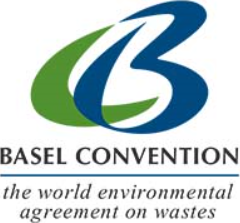 BASEL CONVENTION
the world environmental
agreement on wastes